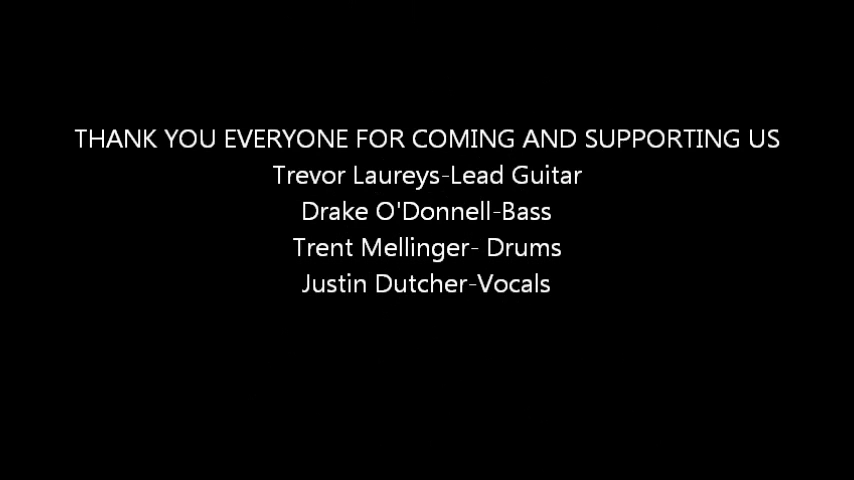 THANK YOU EVERYONE FOR COMING AND SUPPORTING US
Trevor Laureys-Lead Guitar
Drake O'Donnell-Bass
Trent Mellinger- Drums
Justin Dutcher-Vocals